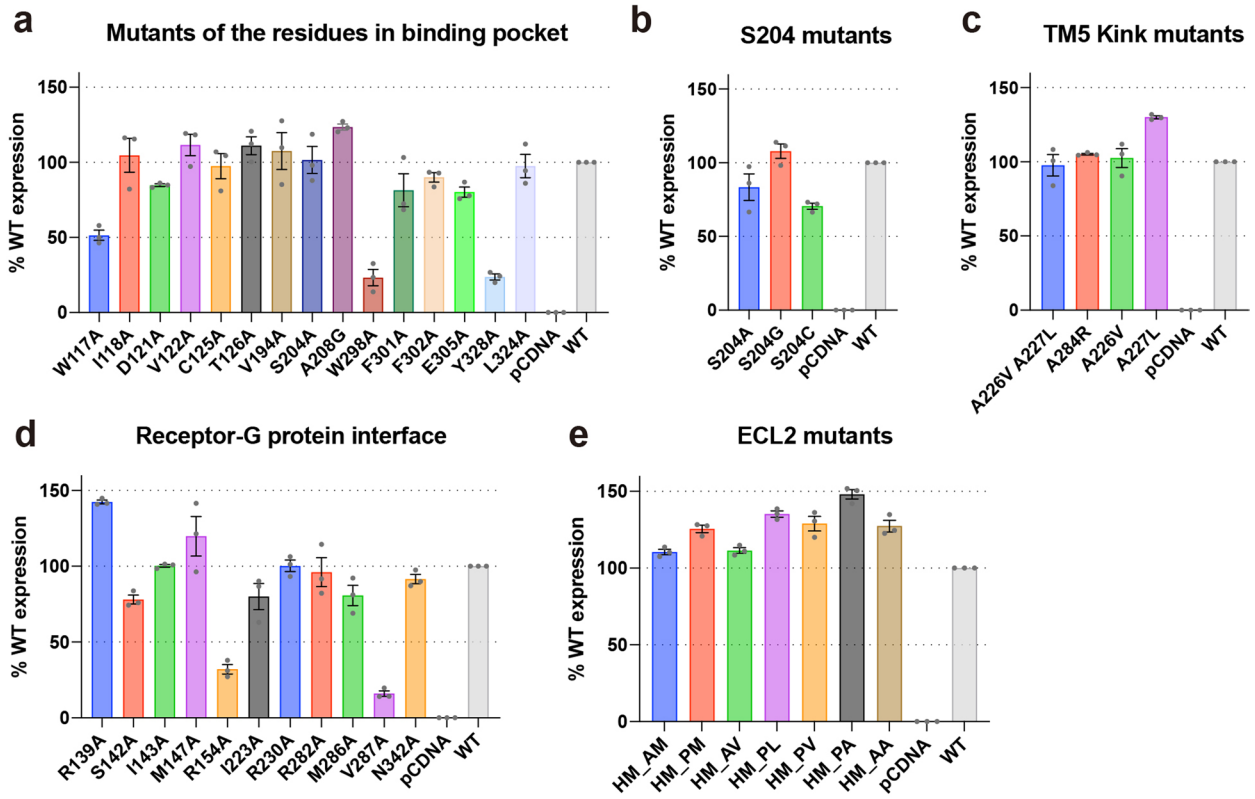 a
Mutants of the residues in binding pocket
% WT expression
150
100
50
0
W117A
I118A
D121A
V122A
C125A
T126A
V194A
S204A
A208G
W298A
F301A
F302A
E305A
Y328A
L324A
pCDNA
WT
b
S204 mutants
% WT expression
150
100
50
0
S204A
S204G
S204C
pCDNA
WT
c
TM5 Kink mutants
% WT expression
150
100
50
0
A226V A227L
A284R
A226V
A227L
pCDNA
WT
d
Receptor-G protein interface
% WT expression
150
100
50
0
R139A
S142A
I143A
M147A
R154A
I223A
R230A
R282A
M286A
V287A
N342A
pCDNA
WT
e
ECL2 mutants
% WT expression
150
100
50
0
HM_AM
HM_PM
HM_AV
HM_PL
HM_PV
HM_PA
HM_AA
pCDNA
WT